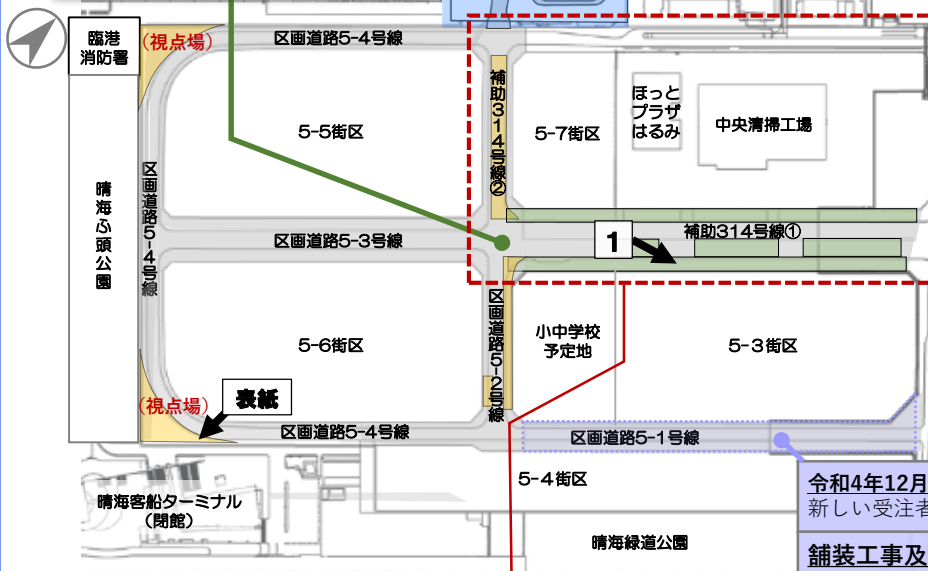 臨港
消防署
(視点場)
区画道路5-4号線
補助314号線②
5-5街区
5-7街区
ほっと
プラザ
はるみ
中央清掃工場
晴海ふ頭公園
区画道路5-4号線
区画道路5-3号線
1
補助314号線①
区画道路5-2号線
小中学校
予定地
5-6街区
5-3街区
(視点場)
表紙
区画道路5-4号線
区画道路5-1号線
5-4街区
晴海客船ターミナル
(閉館)
晴海緑道公園
令和4年12月
新しい受注者
舗装工事及